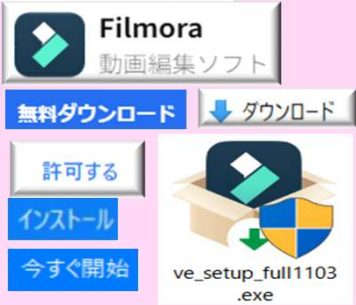 Filmora
動画編集ソフト
無料ダウンロード
ダウンロード
許可する
インストール
今すぐ開始
ve_setup_full1103
.exe